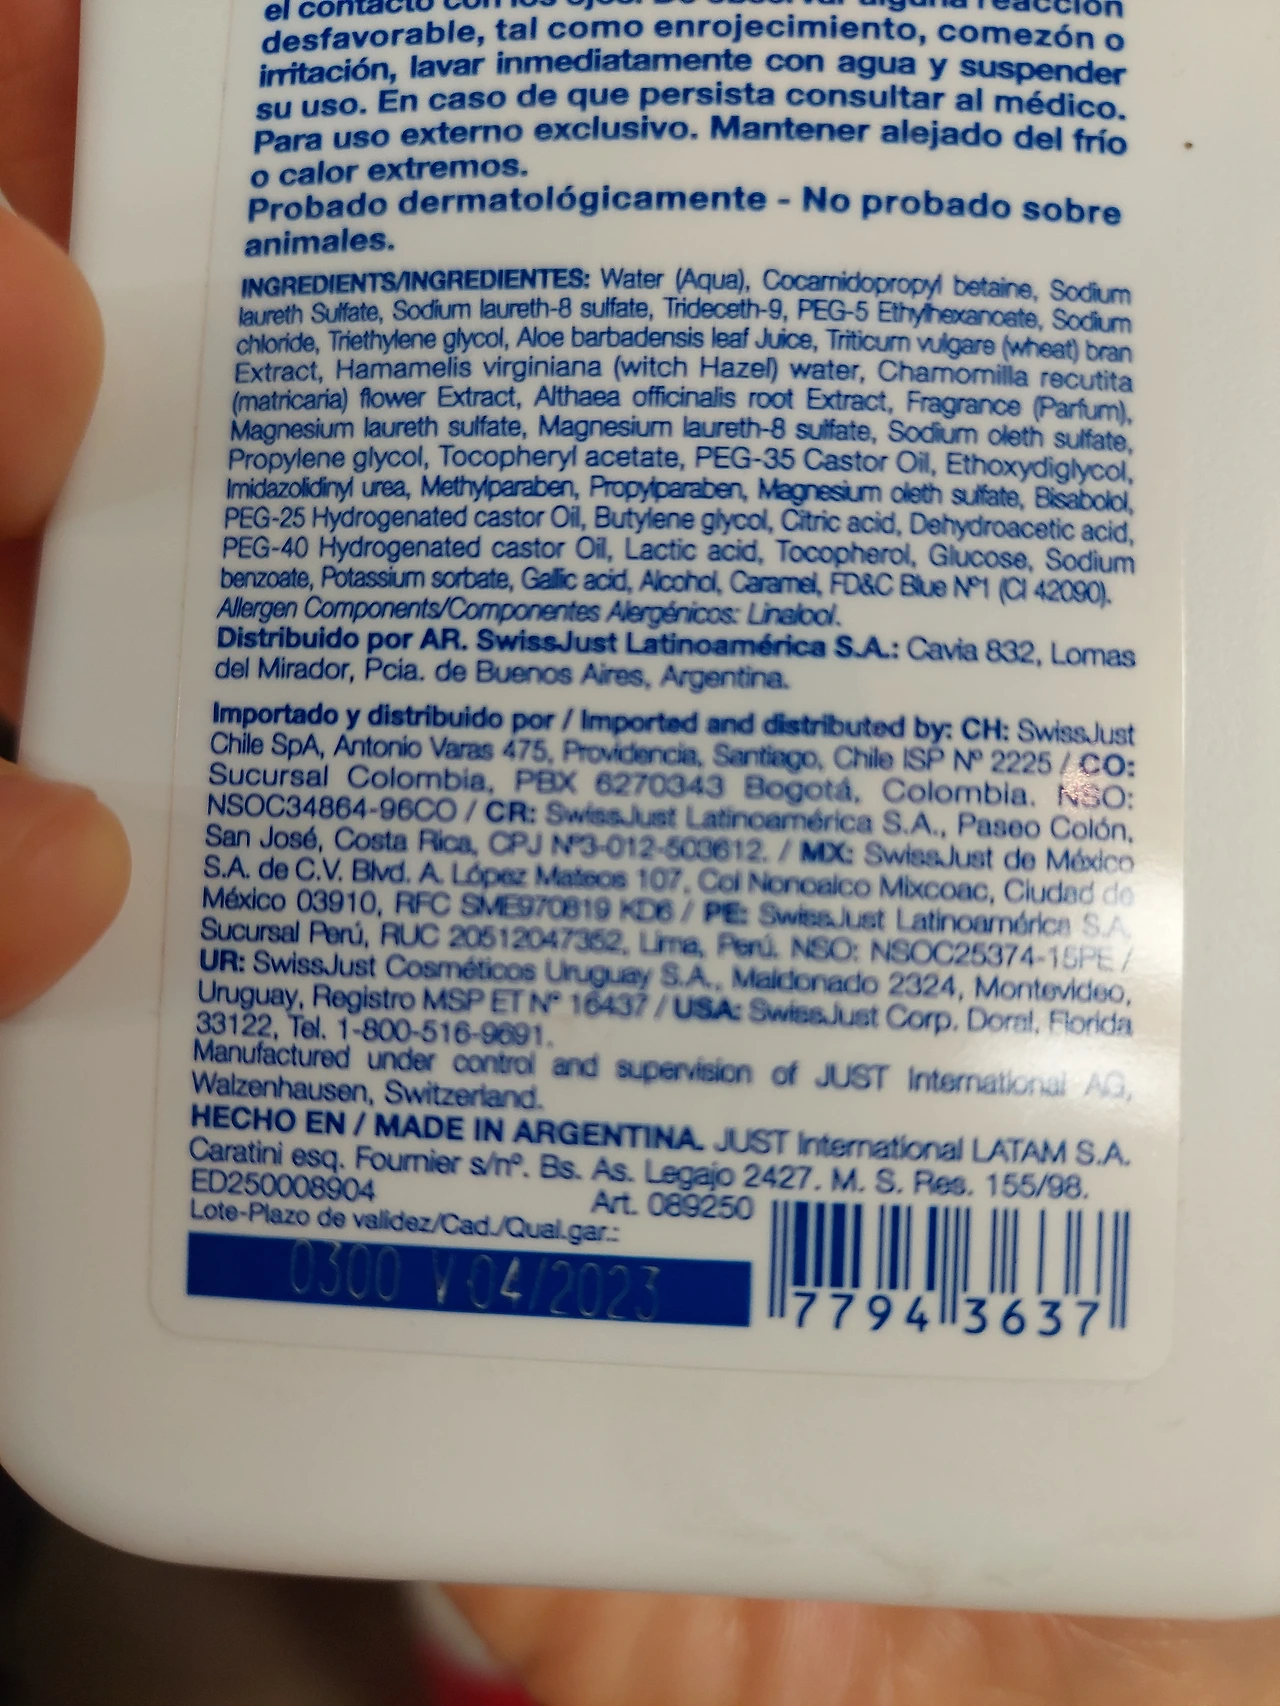 el contacto con los ojos. De observar alguna reacción
desfavorable, tal como enrojecimiento, comezón o
irritación, lavar inmediatamente con agua y suspender
su uso. En caso de que persista consultar al médico.
Para uso externo exclusivo. Mantener alejado del frío
o calor extremos.
Probado dermatológicamente - No probado sobre
animales.
INGREDIENTS/INGREDIENTES: Water (Aqua), Cocamidopropyl betaine, Sodium
laureth Sulfate, Sodium laureth-8 sulfate, Trideceth-9, PEG-5 Ethylhexanoate, Sodium
chloride, Triethylene glycol, Aloe barbadensis leaf Juice, Triticum vulgare (wheat) bran
Extract, Hamamelis virginiana (witch Hazel) water, Chamomilla recutita
(matricaria) flower Extract, Althaea officinalis root Extract, Fragrance (Parfum),
Magnesium laureth sulfate, Magnesium laureth-8 sulfate, Sodium oleth sulfate,
Propylene glycol, Tocopheryl acetate, PEG-35 Castor Oil, Ethoxydiglycol,
Imidazolidinyl urea, Methylparaben, Propylparaben, Magnesium oleth sulfate, Bisabolol,
PEG-25 Hydrogenated castor Oil, Butylene glycol, Citric acid, Dehydroacetic acid,
PEG-40 Hydrogenated castor Oil, Lactic acid, Tocopherol, Glucose, Sodium
benzoate, Potassium sorbate, Gallic acid, Alcohol, Caramel, FD&C Blue Nº1 (CI 42090).
Allergen Components/Componentes Alergénicos: Linalool.
Distribuido por AR. SwissJust Latinoamérica S.A.: Cavia 832, Lomas
del Mirador, Pcia. de Buenos Aires, Argentina.
Importado y distribuido por / Imported and distributed by: CH: SwissJust
Chile SpA, Antonio Varas 475, Providencia, Santiago, Chile ISP Nº 2225 / CO:
Sucursal Colombia, PBX 6270343 Bogotá, Colombia. NSO:
NSOC34864-96CO / CR: SwissJust Latinoamérica S.A., Paseo Colón,
San José, Costa Rica, CPJ Nº3-012-503612. / MX: SwissJust de México
S.A. de C.V. Blvd. A. López Mateos 107, Col Nonoalco Mixcoac, Ciudad de
México 03910, RFC SME970819 KD6 / PE: SwissJust Latinoamérica S.A.
Sucursal Perú, RUC 20512047352, Lima, Perú. NSO: NSOC25374-15PE /
UR: SwissJust Cosméticos Uruguay S.A., Maldonado 2324, Montevideo,
Uruguay, Registro MSP ET Nº 16437 / USA: SwissJust Corp. Doral, Florida
33122, Tel. 1-800-516-9691.
Manufactured under control and supervision of JUST International AG,
Walzenhausen, Switzerland.
HECHO EN / MADE IN ARGENTINA. JUST International LATAM S.A.
Caratini esq. Fournier s/nº. Bs. As. Legajo 2427. M. S. Res. 155/98.
ED250008904 Art. 089250
Lote-Plazo de validez/Cad./Qual.gar.:
0300 V 04/2023
7794 3637